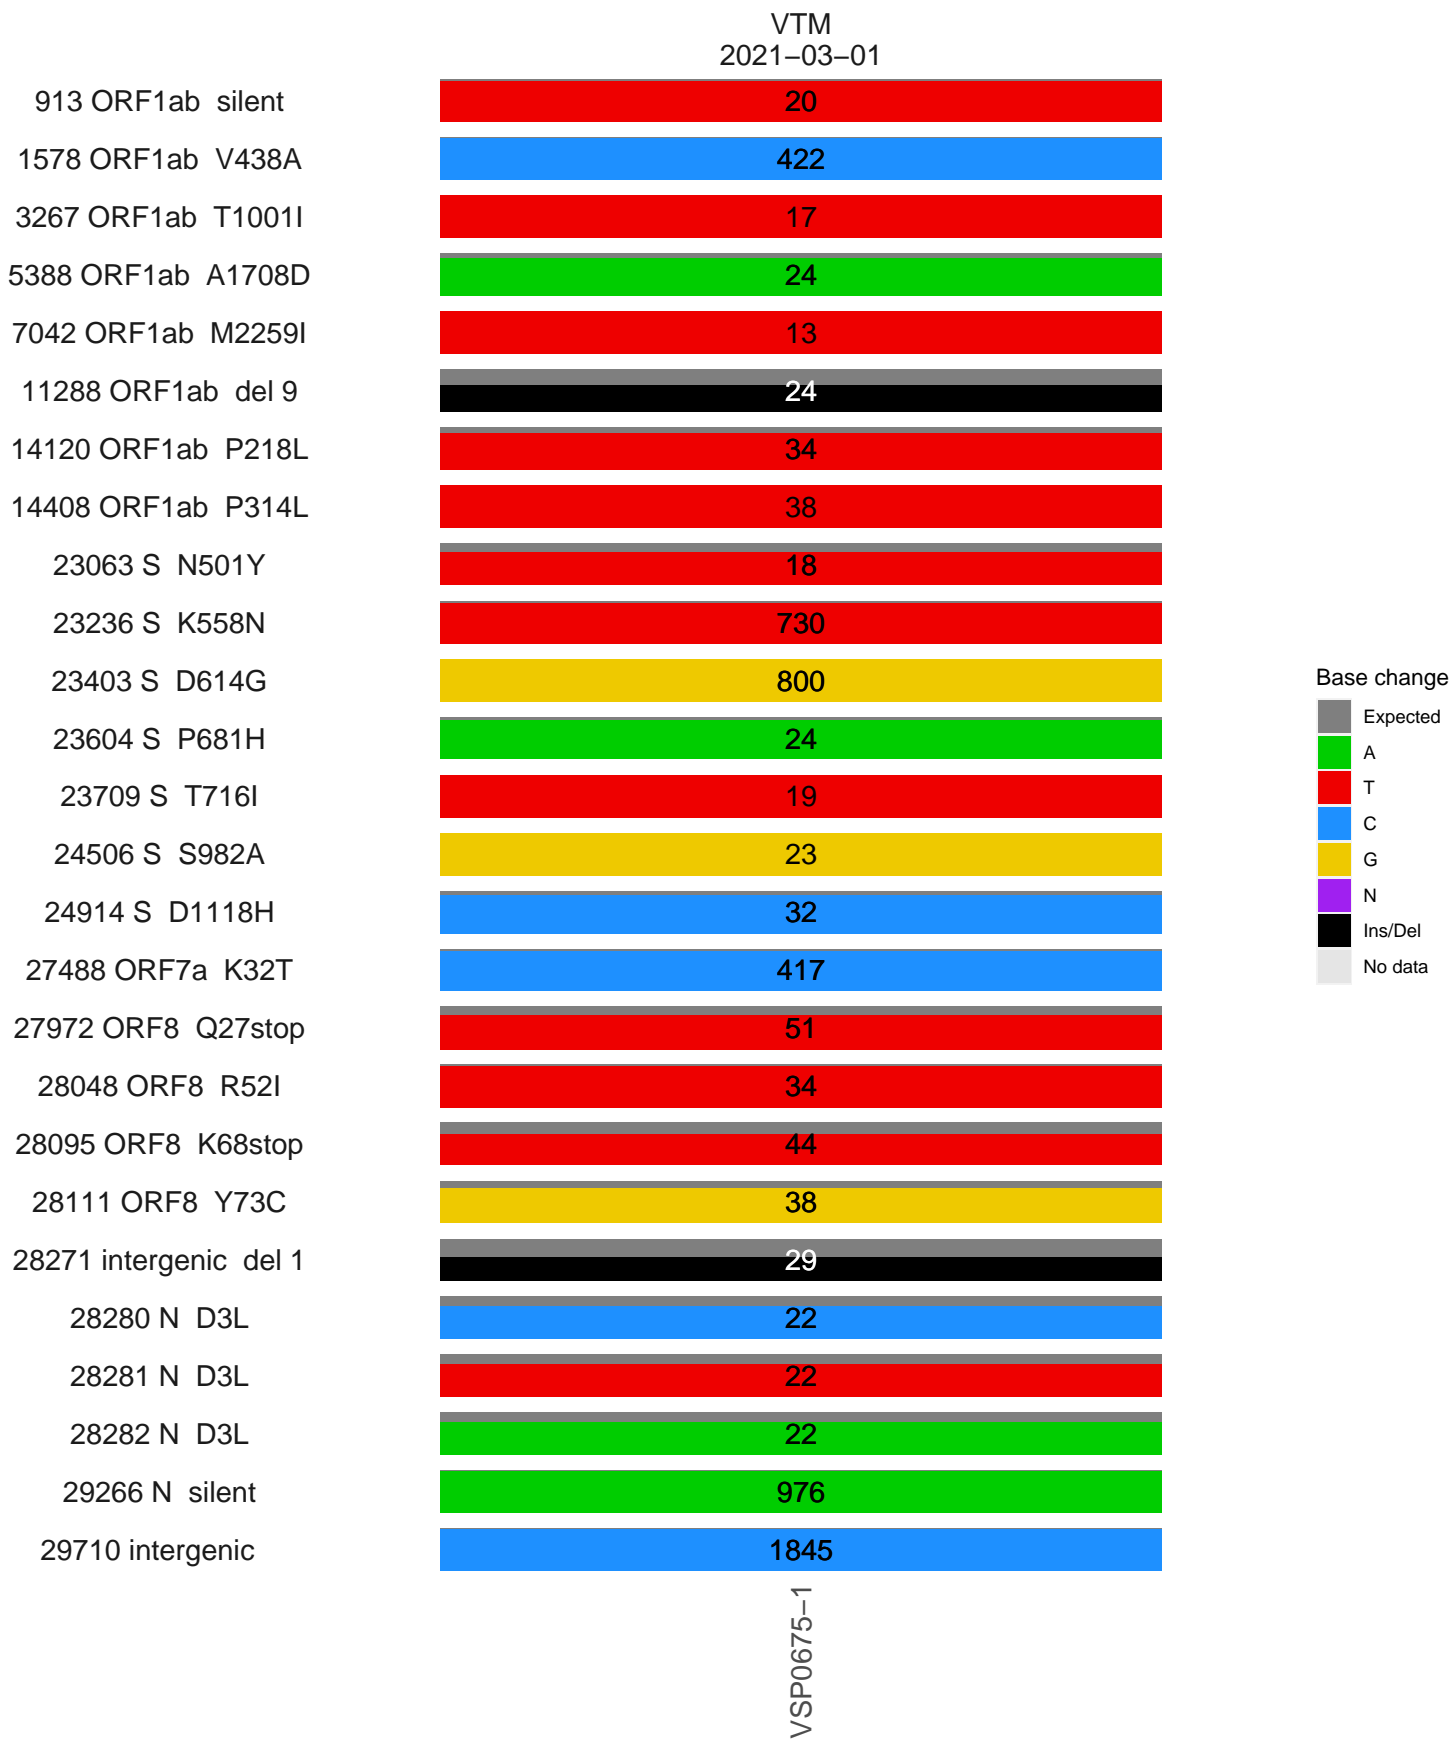 VTM
2021−03−01
913 ORF1ab silent
20
1578 ORF1ab V438A
422
3267 ORF1ab T1001I
17
5388 ORF1ab A1708D
24
7042 ORF1ab M2259I
13
11288 ORF1ab del 9
24
14120 ORF1ab P218L
34
14408 ORF1ab P314L
38
23063 S N501Y
18
23236 S K558N
730
23403 S D614G
800
23604 S P681H
24
23709 S T716I
19
24506 S S982A
23
24914 S D1118H
32
27488 ORF7a K32T
417
27972 ORF8 Q27stop
51
28048 ORF8 R52I
34
28095 ORF8 K68stop
44
28111 ORF8 Y73C
38
28271 intergenic del 1
29
28280 N D3L
22
28281 N D3L
22
28282 N D3L
22
29266 N silent
976
29710 intergenic
1845
VSP0675−1
Base change
Expected
A
T
C
G
N
Ins/Del
No data